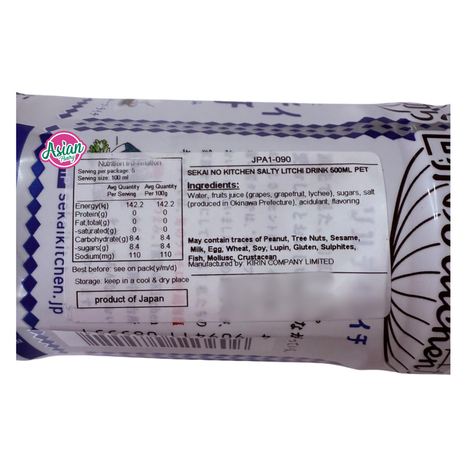 Asian
Pantry
JPA1-090
Nutrition information
Serving per package: 5
Serving size: 100 ml
Avg Quantity Per Serving
Avg Quantity Per 100g
Energy(kj) 142.2 142.2
Protein(g) 0 0
Fat,total(g) 0 0
-saturated(g) 0 0
Carbohydrate(g) 8.4 8.4
-sugars(g) 8.4 8.4
Sodium(mg) 110 110
Best before: see on pack(y/m/d)
Storage: keep in a cool & dry place
product of Japan
SEKAI NO KITCHEN SALTY LITCHI DRINK 500ML PET
Ingredients:
Water, fruits juice (grapes, grapefruit, lychee), sugars, salt
(produced in Okinawa Prefecture), acidulant, flavoring
May contain traces of Peanut, Tree Nuts, Sesame,
Milk, Egg, Wheat, Soy, Lupin, Gluten, Sulphites,
Fish, Mollusc, Crustacean
Manufactured by: KIRIN COMPANY LIMITED
sekaikitchen.jp